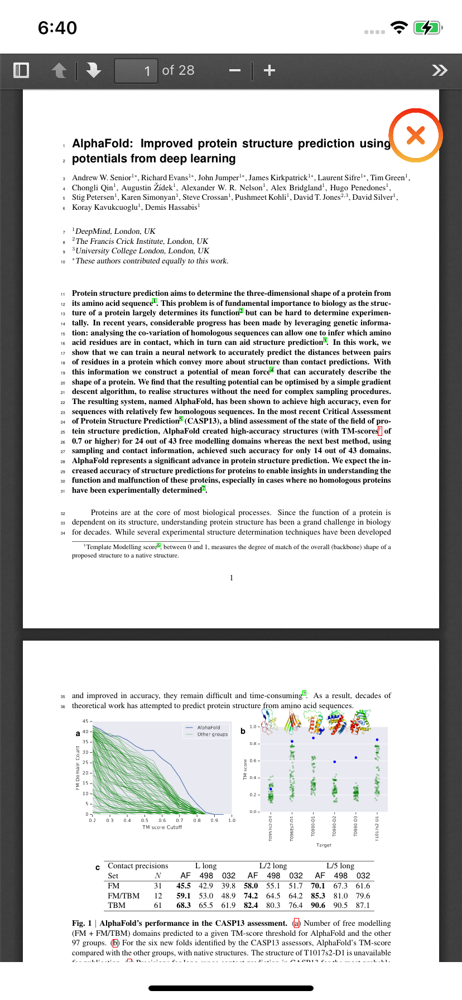 6:40
1 of 28
1 AlphaFold: Improved protein structure prediction using
2 potentials from deep learning
3 Andrew W. Senior1*, Richard Evans1*, John Jumper1*, James Kirkpatrick1*, Laurent Sifre1*, Tim Green1,
4 Chongli Qin1, Augustin Žídek1, Alexander W. R. Nelson1, Alex Bridgland1, Hugo Penedones1,
5 Stig Petersen1, Karen Simonyan1, Steve Crossan1, Pushmeet Kohli1, David T. Jones2,3, David Silver1,
6 Koray Kavukcuoglu1, Demis Hassabis1
7 1DeepMind, London, UK
8 2The Francis Crick Institute, London, UK
9 3University College London, London, UK
10 *These authors contributed equally to this work.
11 Protein structure prediction aims to determine the three-dimensional shape of a protein from
12 its amino acid sequence1. This problem is of fundamental importance to biology as the struc-
13 ture of a protein largely determines its function2 but can be hard to determine experimen-
14 tally. In recent years, considerable progress has been made by leveraging genetic informa-
15 tion: analysing the co-variation of homologous sequences can allow one to infer which amino
16 acid residues are in contact, which in turn can aid structure prediction3. In this work, we
17 show that we can train a neural network to accurately predict the distances between pairs
18 of residues in a protein which convey more about structure than contact predictions. With
19 this information we construct a potential of mean force4 that can accurately describe the
20 shape of a protein. We find that the resulting potential can be optimised by a simple gradient
21 descent algorithm, to realise structures without the need for complex sampling procedures.
22 The resulting system, named AlphaFold, has been shown to achieve high accuracy, even for
23 sequences with relatively few homologous sequences. In the most recent Critical Assessment
24 of Protein Structure Prediction5 (CASP13), a blind assessment of the state of the field of pro-
25 tein structure prediction, AlphaFold created high-accuracy structures (with TM-scores† of
26 0.7 or higher) for 24 out of 43 free modelling domains whereas the next best method, using
27 sampling and contact information, achieved such accuracy for only 14 out of 43 domains.
28 AlphaFold represents a significant advance in protein structure prediction. We expect the in-
29 creased accuracy of structure predictions for proteins to enable insights in understanding the
30 function and malfunction of these proteins, especially in cases where no homologous proteins
31 have been experimentally determined7.
32 Proteins are at the core of most biological processes. Since the function of a protein is
33 dependent on its structure, understanding protein structure has been a grand challenge in biology
34 for decades. While several experimental structure determination techniques have been developed
†Template Modelling score6, between 0 and 1, measures the degree of match of the overall (backbone) shape of a
proposed structure to a native structure.
1
35 and improved in accuracy, they remain difficult and time-consuming2. As a result, decades of
36 theoretical work has attempted to predict protein structure from amino acid sequences.
a
FM Domain Count
45
40
35
30
25
20
15
10
5
0
0.2 0.3 0.4 0.5 0.6 0.7 0.8 0.9 1.0
TM score Cutoff
AlphaFold
Other groups
b
TM score
1.0
0.8
0.6
0.4
0.2
0.0
T0953s2-D3
T0968s2-D1
T0990-D1
T0990-D2
T0990-D3
T1017s2-D1
Target
c Contact precisions L long L/2 long L/5 long
Set N AF 498 032 AF 498 032 AF 498 032
FM 31 45.5 42.9 39.8 58.0 55.1 51.7 70.1 67.3 61.6
FM/TBM 12 59.1 53.0 48.9 74.2 64.5 64.2 85.3 81.0 79.6
TBM 61 68.3 65.5 61.9 82.4 80.3 76.4 90.6 90.5 87.1
Fig. 1 | AlphaFold's performance in the CASP13 assessment. (a) Number of free modelling
(FM + FM/TBM) domains predicted to a given TM-score threshold for AlphaFold and the other
97 groups. (b) For the six new folds identified by the CASP13 assessors, AlphaFold's TM-score
compared with the other groups, with native structures. The structure of T1017s2-D1 is unavailable
for publication. (c) Precisions for long-range contact prediction in CASP13 for the most probable